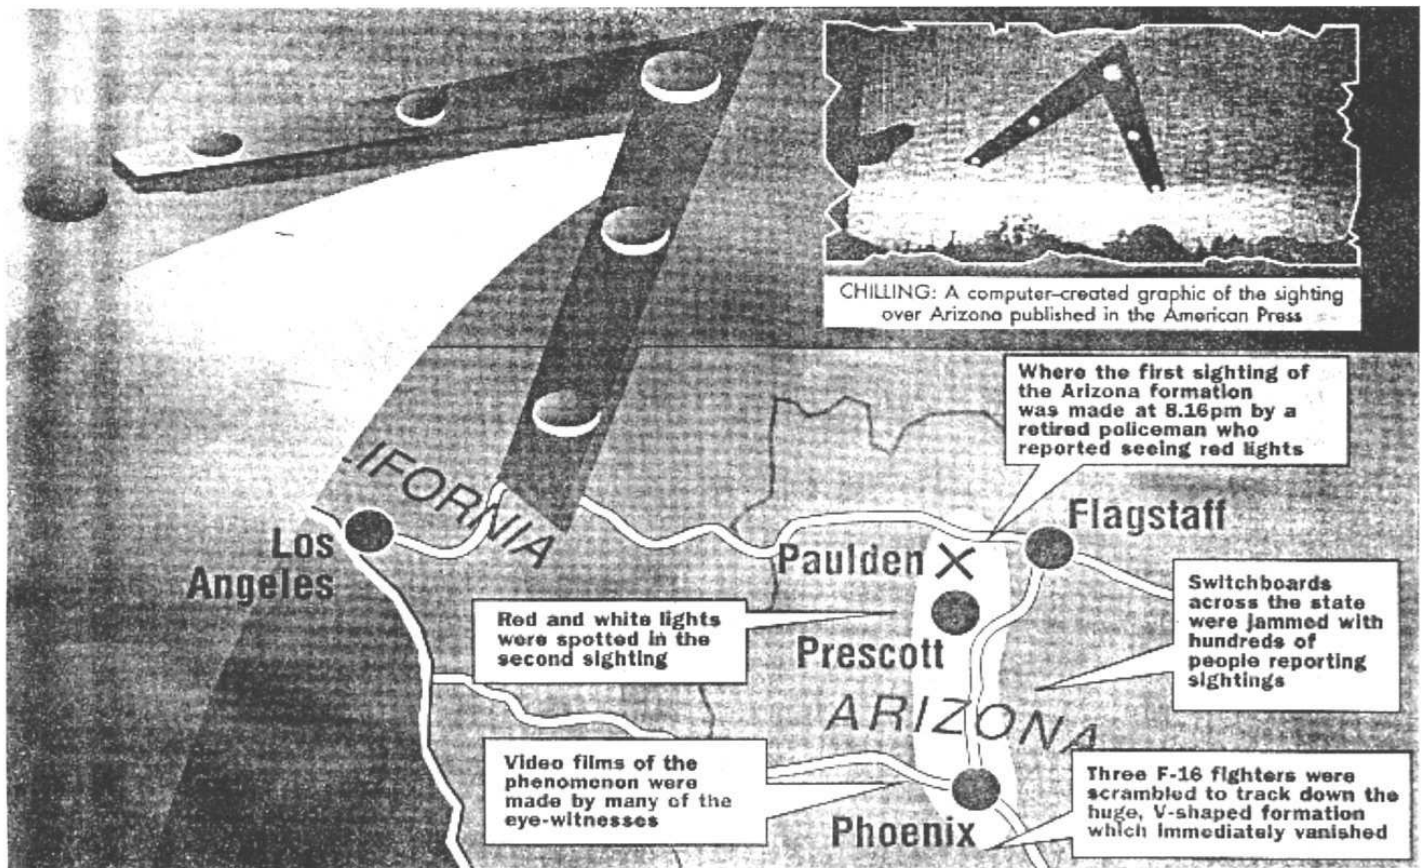 CHILLING: A computer-created graphic of the sighting
over Arizona published in the American Press
Where the first sighting of
the Arizona formation
was made at 8.16pm by a
retired policeman who
reported seeing red lights
LIFORNIA
Flagstaff
Los
Angeles
Paulden
Switchboards
across the state
were jammed with
hundreds of
people reporting
sightings
Red and white lights
were spotted in the
second sighting
Prescott
ARIZONA
Video films of the
phenomenon were
made by many of the
eye-witnesses
Three F-16 fighters were
scrambled to track down the
huge, V-shaped formation
which immediately vanished
Phoenix